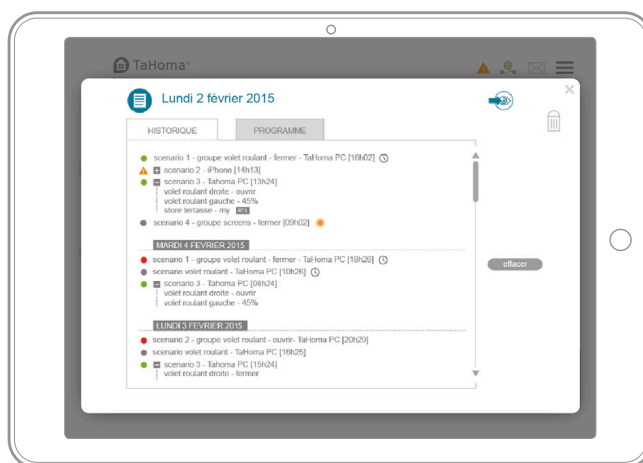 TaHoma®
Lundi 2 février 2015
HISTORIQUE
PROGRAMME
scenario 1 - groupe volet roulant - fermer - TaHoma PC [16h02]
scenario 2 - iPhone [14h13]
scenario 3 - Tahoma PC [13h24]
volet roulant droite - ouvrir
volet roulant gauche - 45%
store terrasse - my RTS
scenario 4 - groupe screens - fermer [09h02]
MARDI 4 FEVRIER 2015
scenario 1 - groupe volet roulant - fermer - TaHoma PC [19h26]
scenario volet roulant - TaHoma PC [10h26]
scenario 3 - Tahoma PC [08h24]
volet roulant droite - ouvrir
volet roulant gauche - 45%
effacer
LUNDI 3 FEVRIER 2015
scenario 2 - groupe volet roulant - ouvrir- TaHoma PC [20h29]
scenario volet roulant - TaHoma PC [16h25]
scenario 3 - Tahoma PC [15h24]
volet roulant droite - fermer